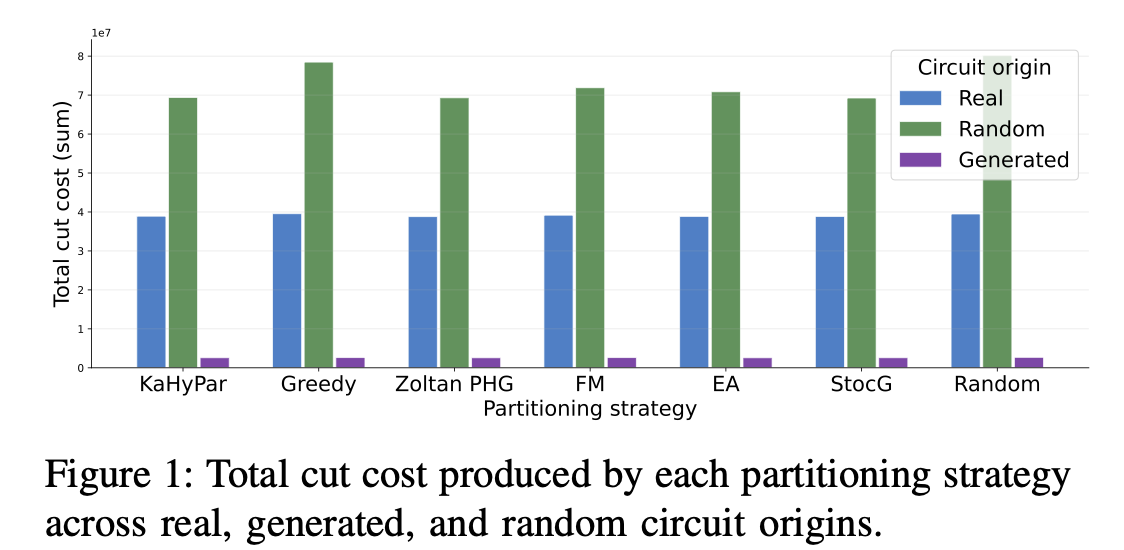 1e7
8
7
6
5
4
3
2
1
0
Total cut cost (sum)
Circuit origin
Real
Random
Generated
KaHyPar Greedy Zoltan PHG FM EA StocG Random
Partitioning strategy
Figure 1: Total cut cost produced by each partitioning strategy
across real, generated, and random circuit origins.